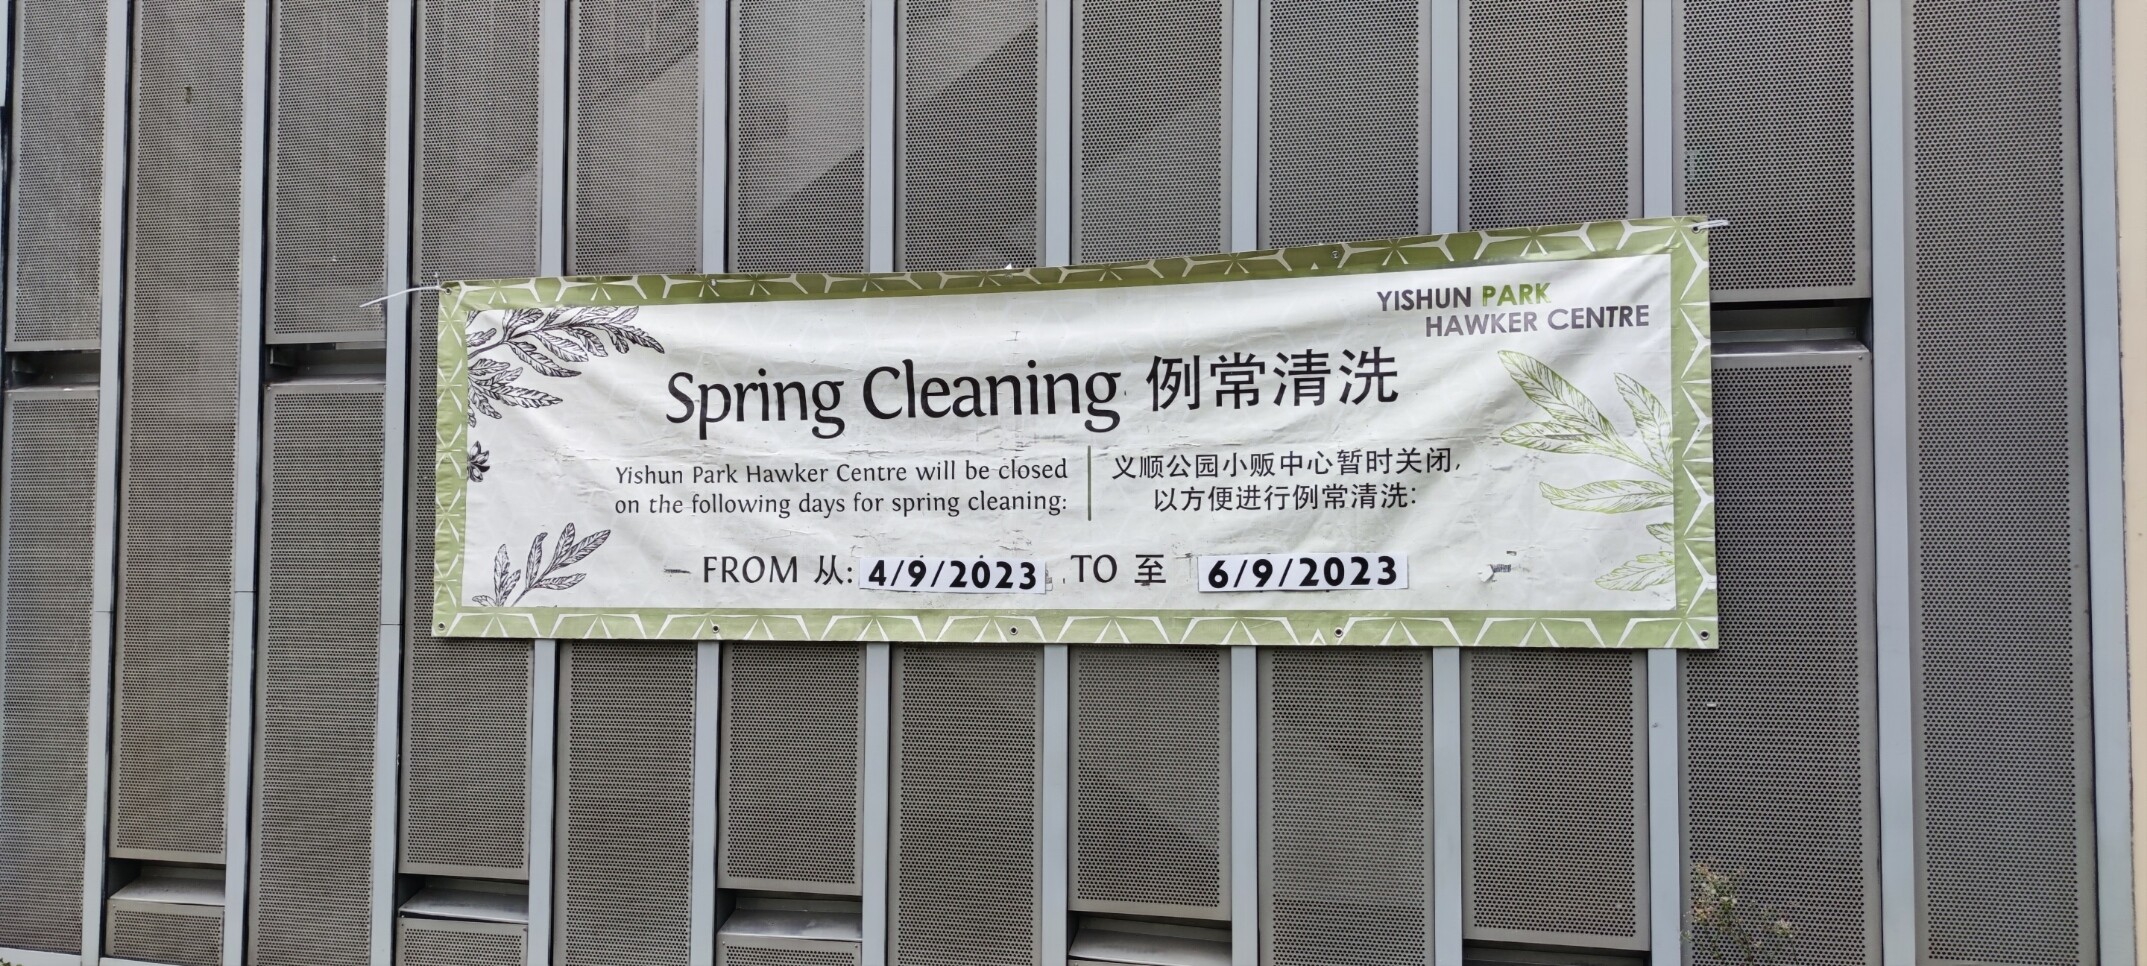 YISHUN PARK
HAWKER CENTRE
Spring Cleaning 例常清洗
Yishun Park Hawker Centre will be closed
on the following days for spring cleaning:
义顺公园小贩中心暂时关闭,
以方便进行例常清洗:
FROM 从: 4/9/2023 TO 至 6/9/2023